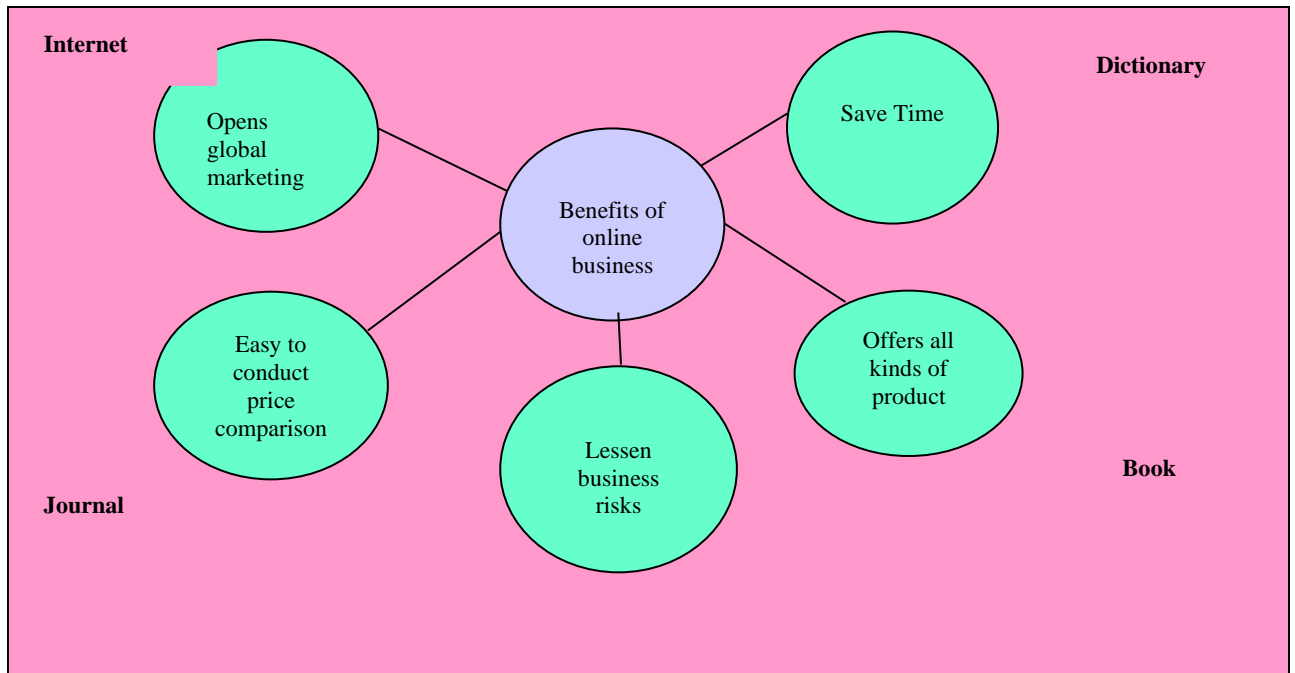 Internet
Dictionary
Opens
global
marketing
Save Time
Benefits of
online
business
Easy to
conduct
price
comparison
Offers all
kinds of
product
Lessen
business
risks
Journal
Book